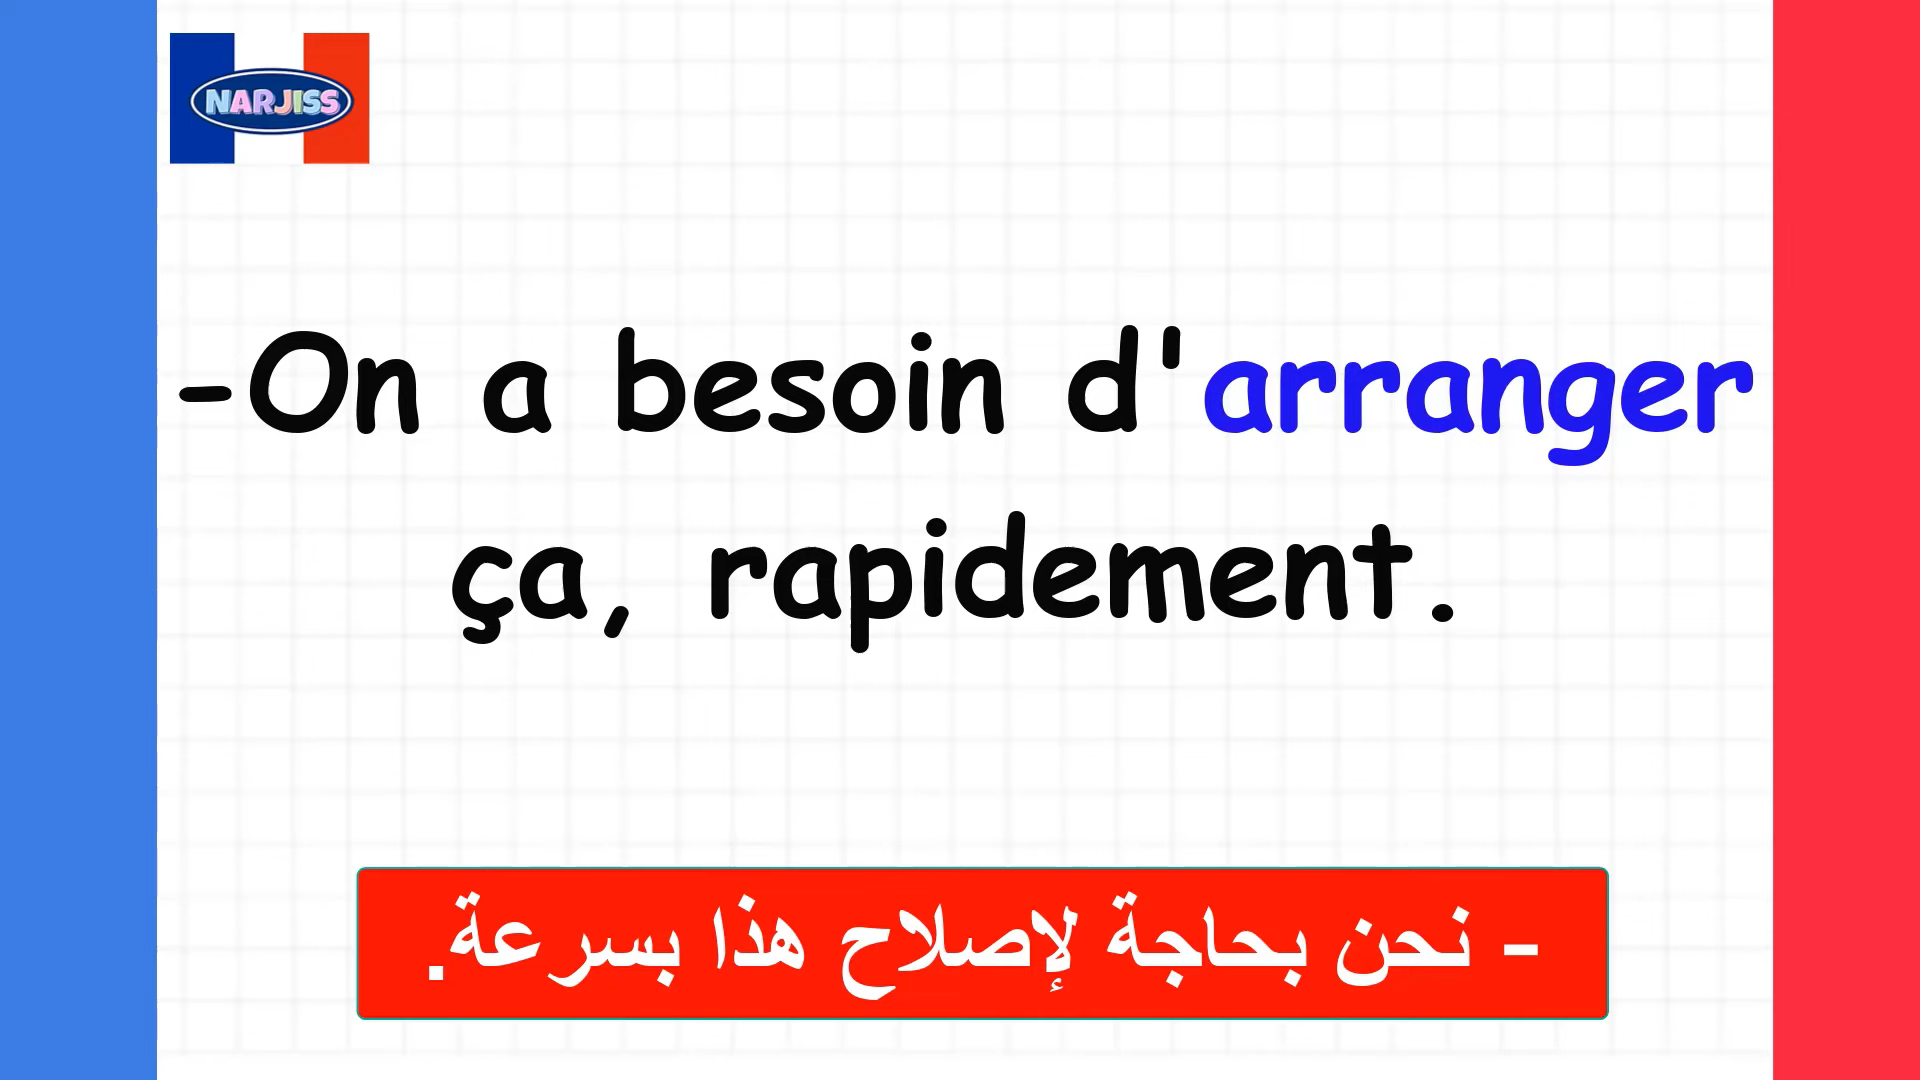 NARJISS
-On a besoin d'arranger
ça, rapidement.
- نحن بحاجة لإصلاح هذا بسرعة.